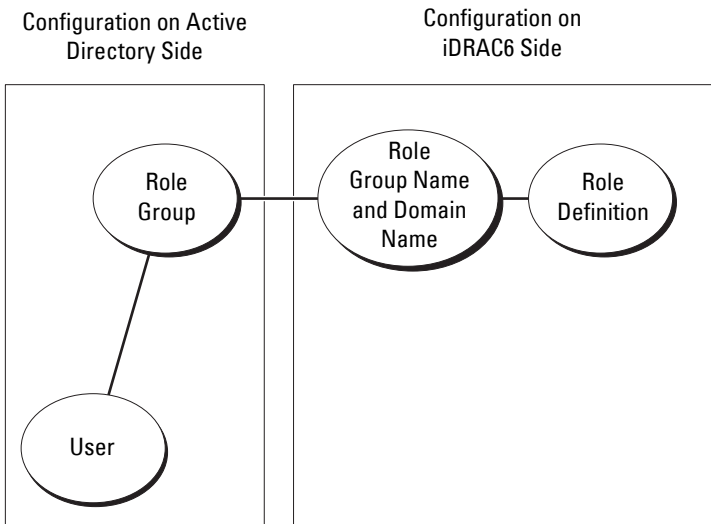 Configuration on Active
Directory Side
Configuration on
iDRAC6 Side
Role
Group
Role
Group Name
and Domain
Name
Role
Definition
User